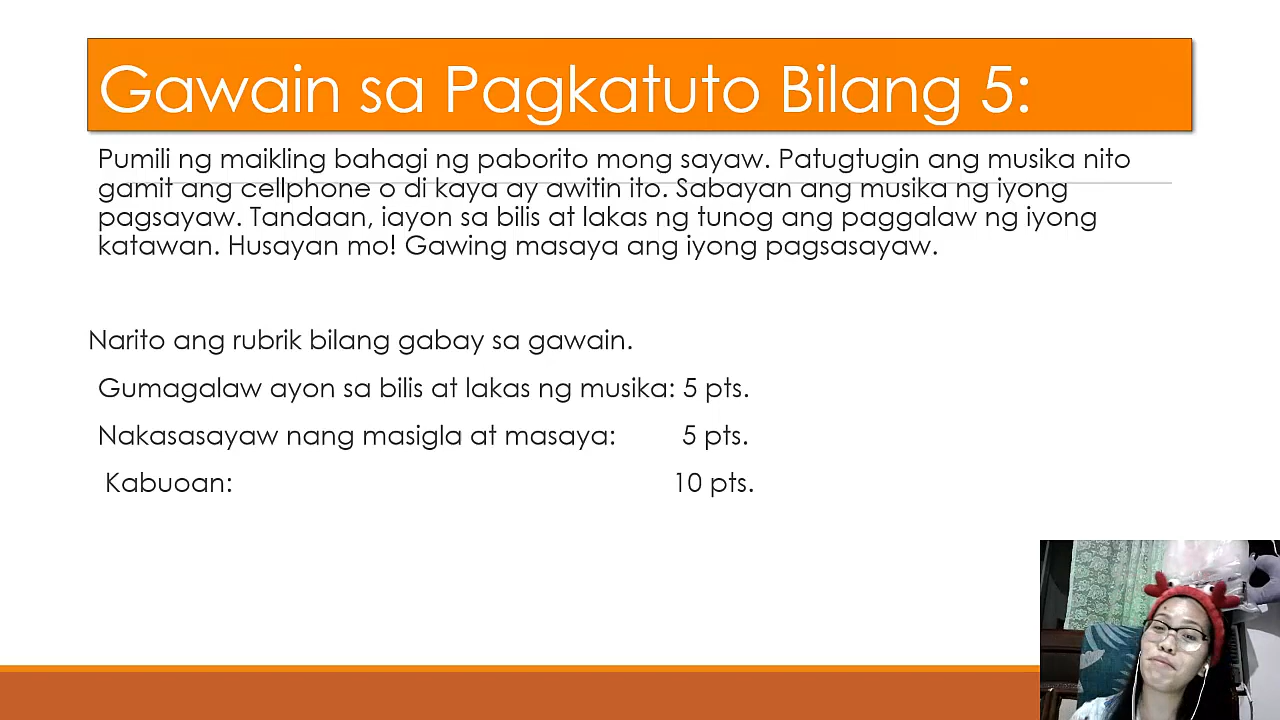 Gawain sa Pagkatuto Bilang 5:
Pumili ng maikling bahagi ng paborito mong sayaw. Patugtugin ang musika nito
gamit ang cellphone o di kaya ay awitin ito. Sabayan ang musika ng iyong
pagsayaw. Tandaan, iayon sa bilis at lakas ng tunog ang paggalaw ng iyong
katawan. Husayan mo! Gawing masaya ang iyong pagsasayaw.
Narito ang rubrik bilang gabay sa gawain.
Gumagalaw ayon sa bilis at lakas ng musika: 5 pts.
Nakasasayaw nang masigla at masaya: 5 pts.
Kabuoan: 10 pts.